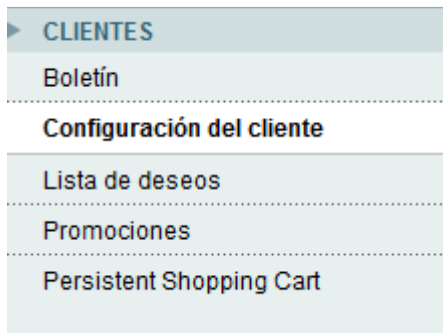 CLIENTES
Boletín
Configuración del cliente
Lista de deseos
Promociones
Persistent Shopping Cart